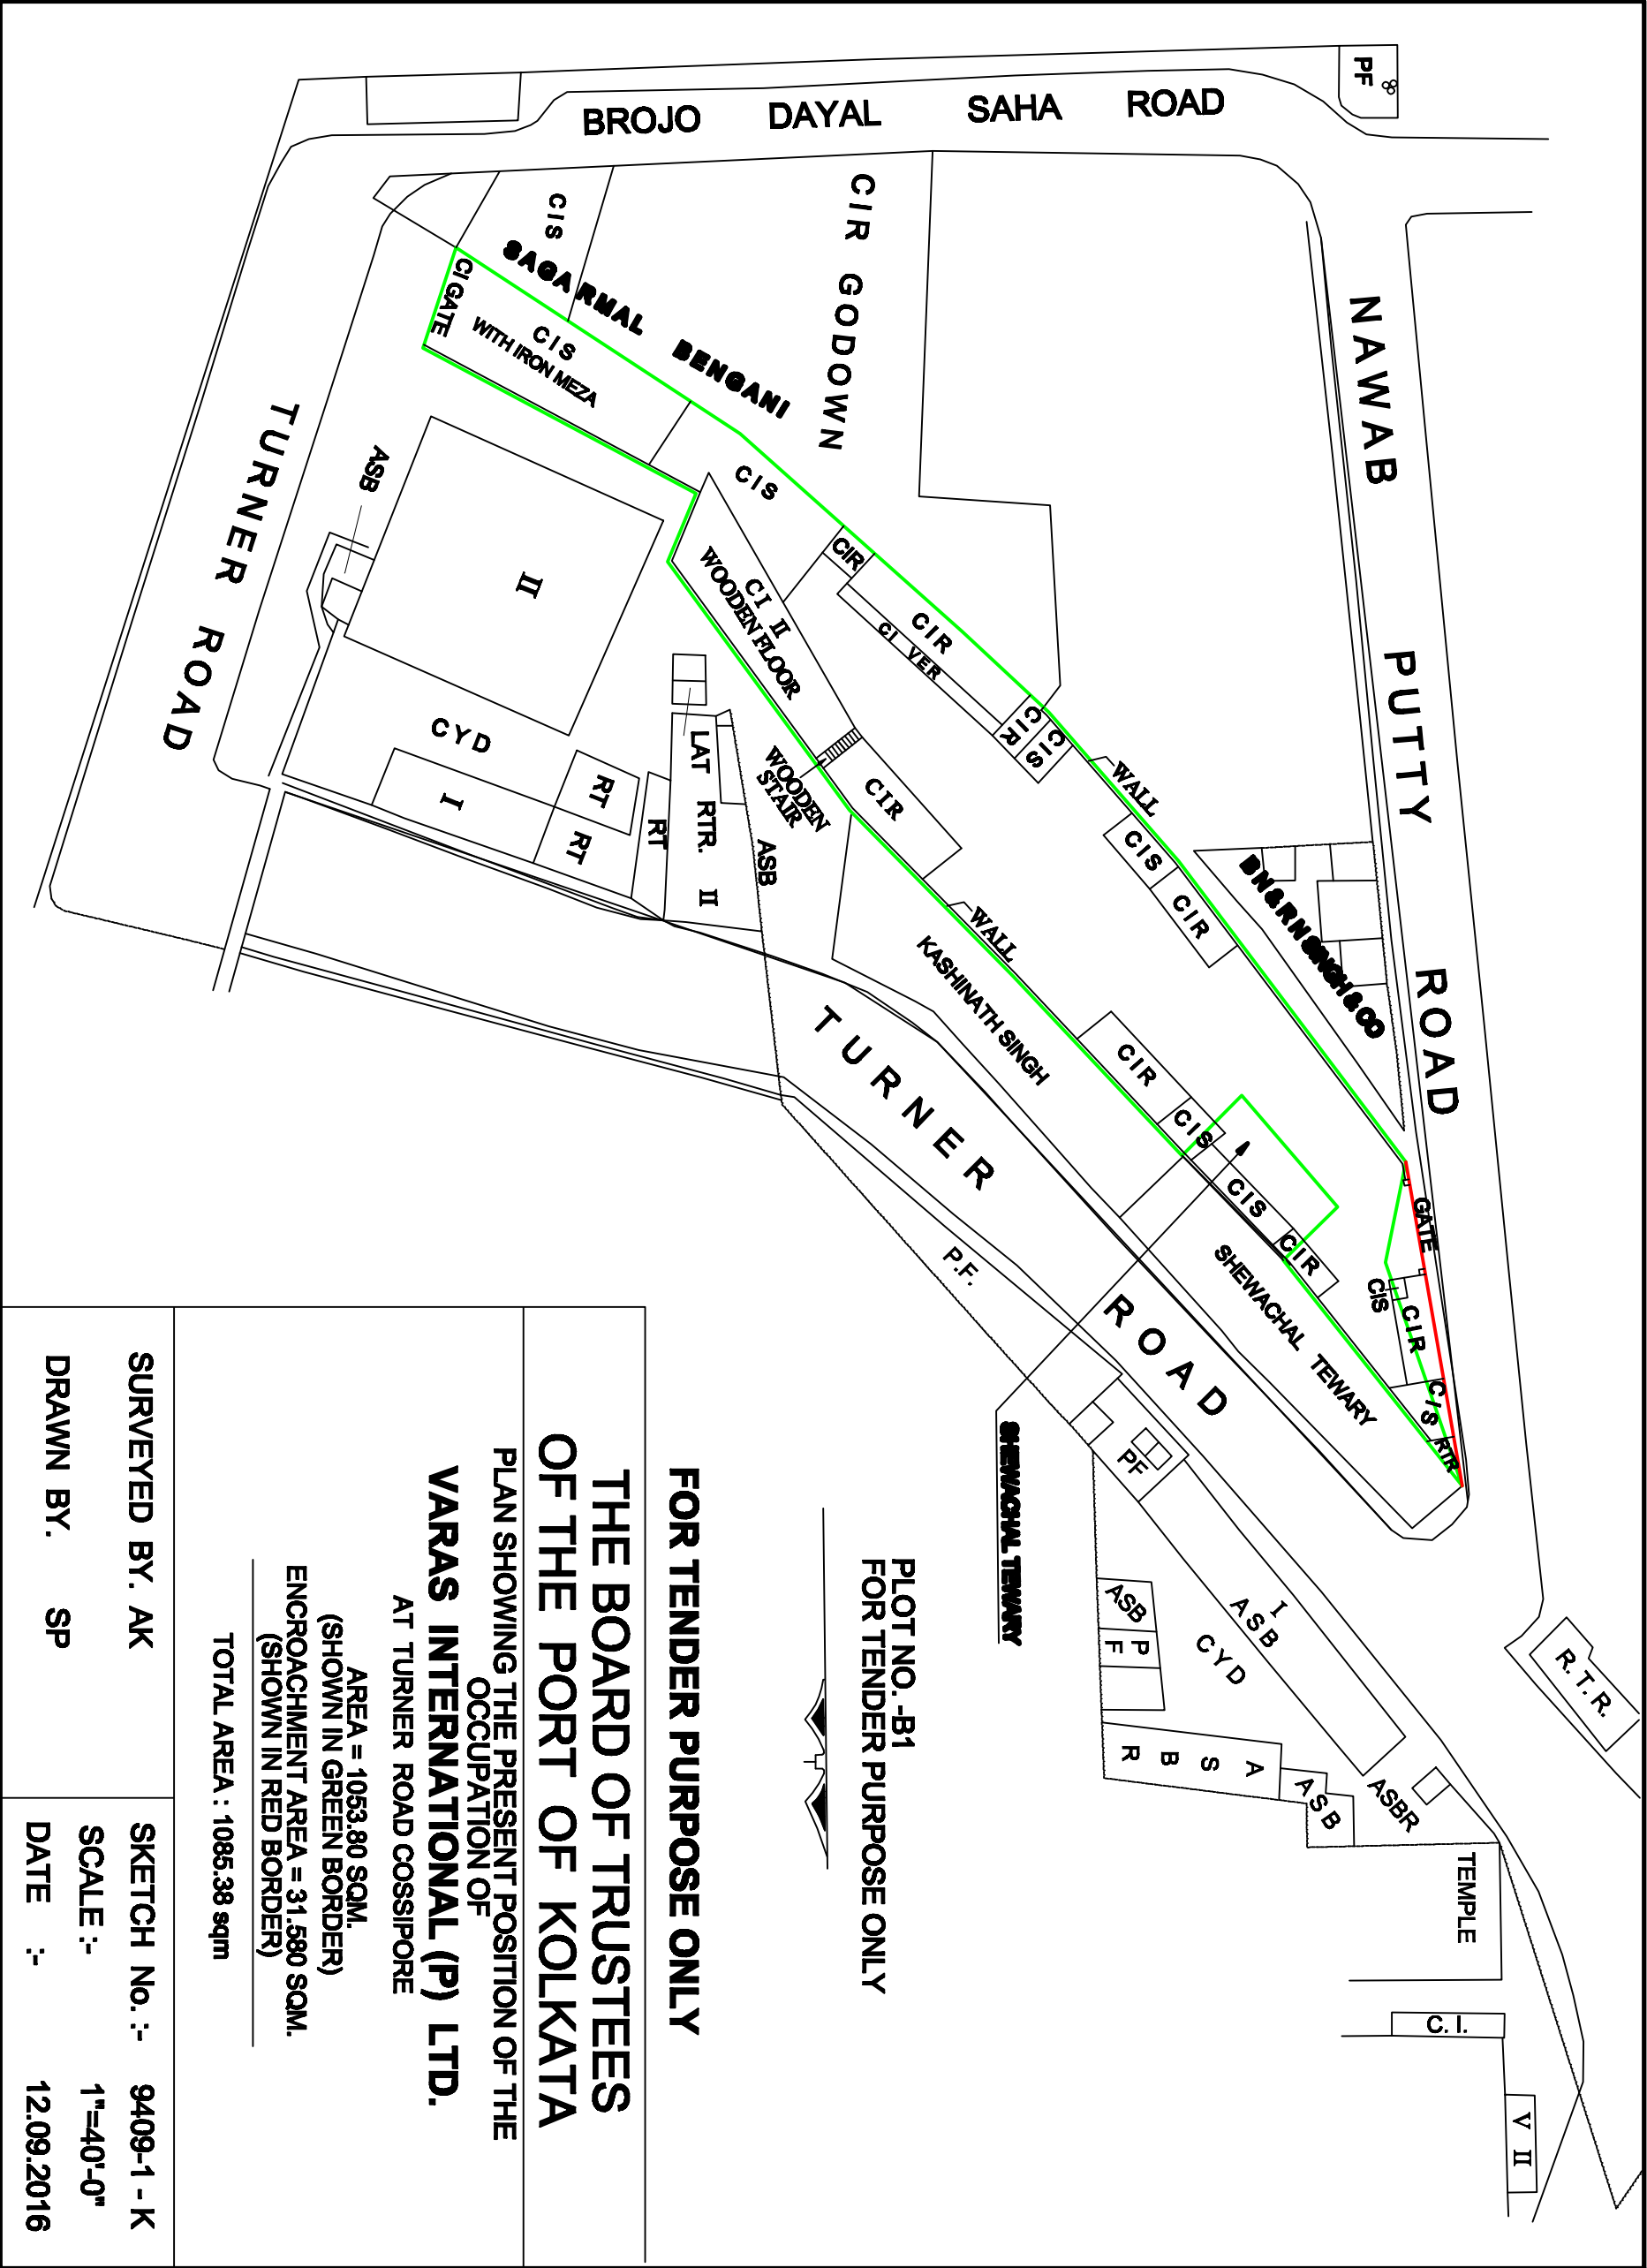 BROJO DAYAL SAHA ROAD
PF
NAWAB PUTTY ROAD
CIR GODOWN
CIS
SAGARMAL BENGANI
CI GATE
CIS
WITH IRON MEZA
CIS
CIR
CIR
CI VER
CIR
CIS
WALL
CIS
CIR
BN&RN SINGH & CO
TURNER ROAD
ASB
II
CI II
WOODEN FLOOR
WOODEN
STAIR
CIR
WALL
KASHINATH SINGH
CIR
CIS
CIS
CIR
GATE
CIS
CIR
CIS
RTR
SHEWACHAL TEWARY
CYD
I
RT
RT
RT
LAT RTR. II
ASB
TURNER ROAD
P.F.
PF
SHEWACHAL TEWARY
I
ASB
CYD
ASB
P
F
A S B R
ASB
ASBR
R.T.R.
TEMPLE
C.I.
V II
PLOT NO. -B1
FOR TENDER PURPOSE ONLY
FOR TENDER PURPOSE ONLY
THE BOARD OF TRUSTEES
OF THE PORT OF KOLKATA
PLAN SHOWING THE PRESENT POSITION OF THE
OCCUPATION OF
VARAS INTERNATIONAL (P) LTD.
AT TURNER ROAD COSSIPORE
AREA = 1053.80 SQM.
(SHOWN IN GREEN BORDER)
ENCROACHMENT AREA = 31.580 SQM.
(SHOWN IN RED BORDER)
TOTAL AREA : 1085.38 sqm
SURVEYED BY. AK
DRAWN BY. SP
SKETCH No. :- 9409-1 - K
SCALE :- 1"=40'-0"
DATE :- 12.09.2016